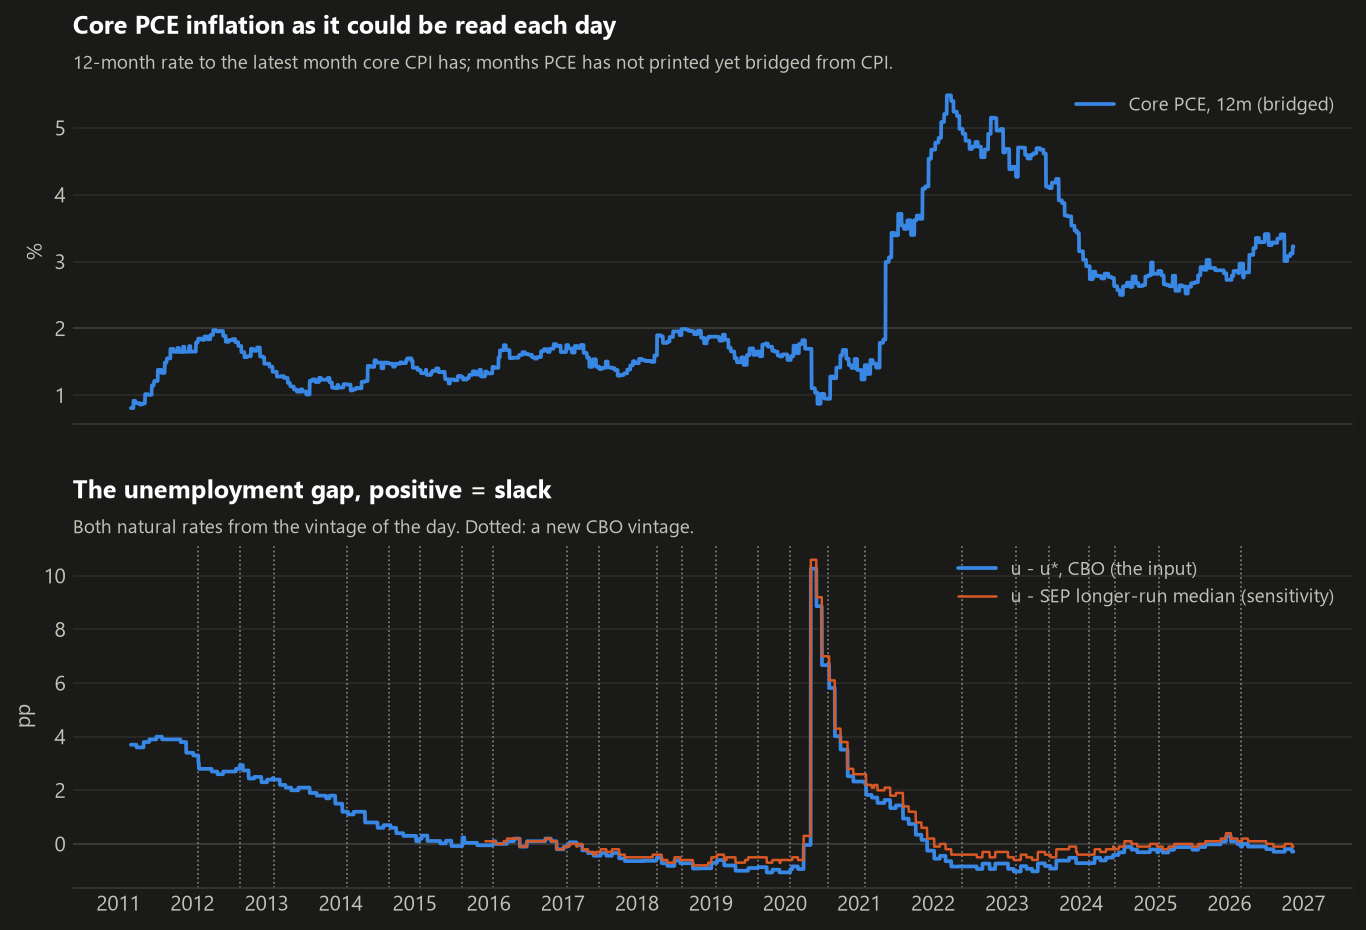 Core PCE inflation as it could be read each day
12-month rate to the latest month core CPI has; months PCE has not printed yet bridged from CPI.
Core PCE, 12m (bridged)
5
4
%
3
2
1
The unemployment gap, positive = slack
Both natural rates from the vintage of the day. Dotted: a new CBO vintage.
u - u*, CBO (the input)
u - SEP longer-run median (sensitivity)
10
8
6
pp
4
2
0
2011 2012 2013 2014 2015 2016 2017 2018 2019 2020 2021 2022 2023 2024 2025 2026 2027